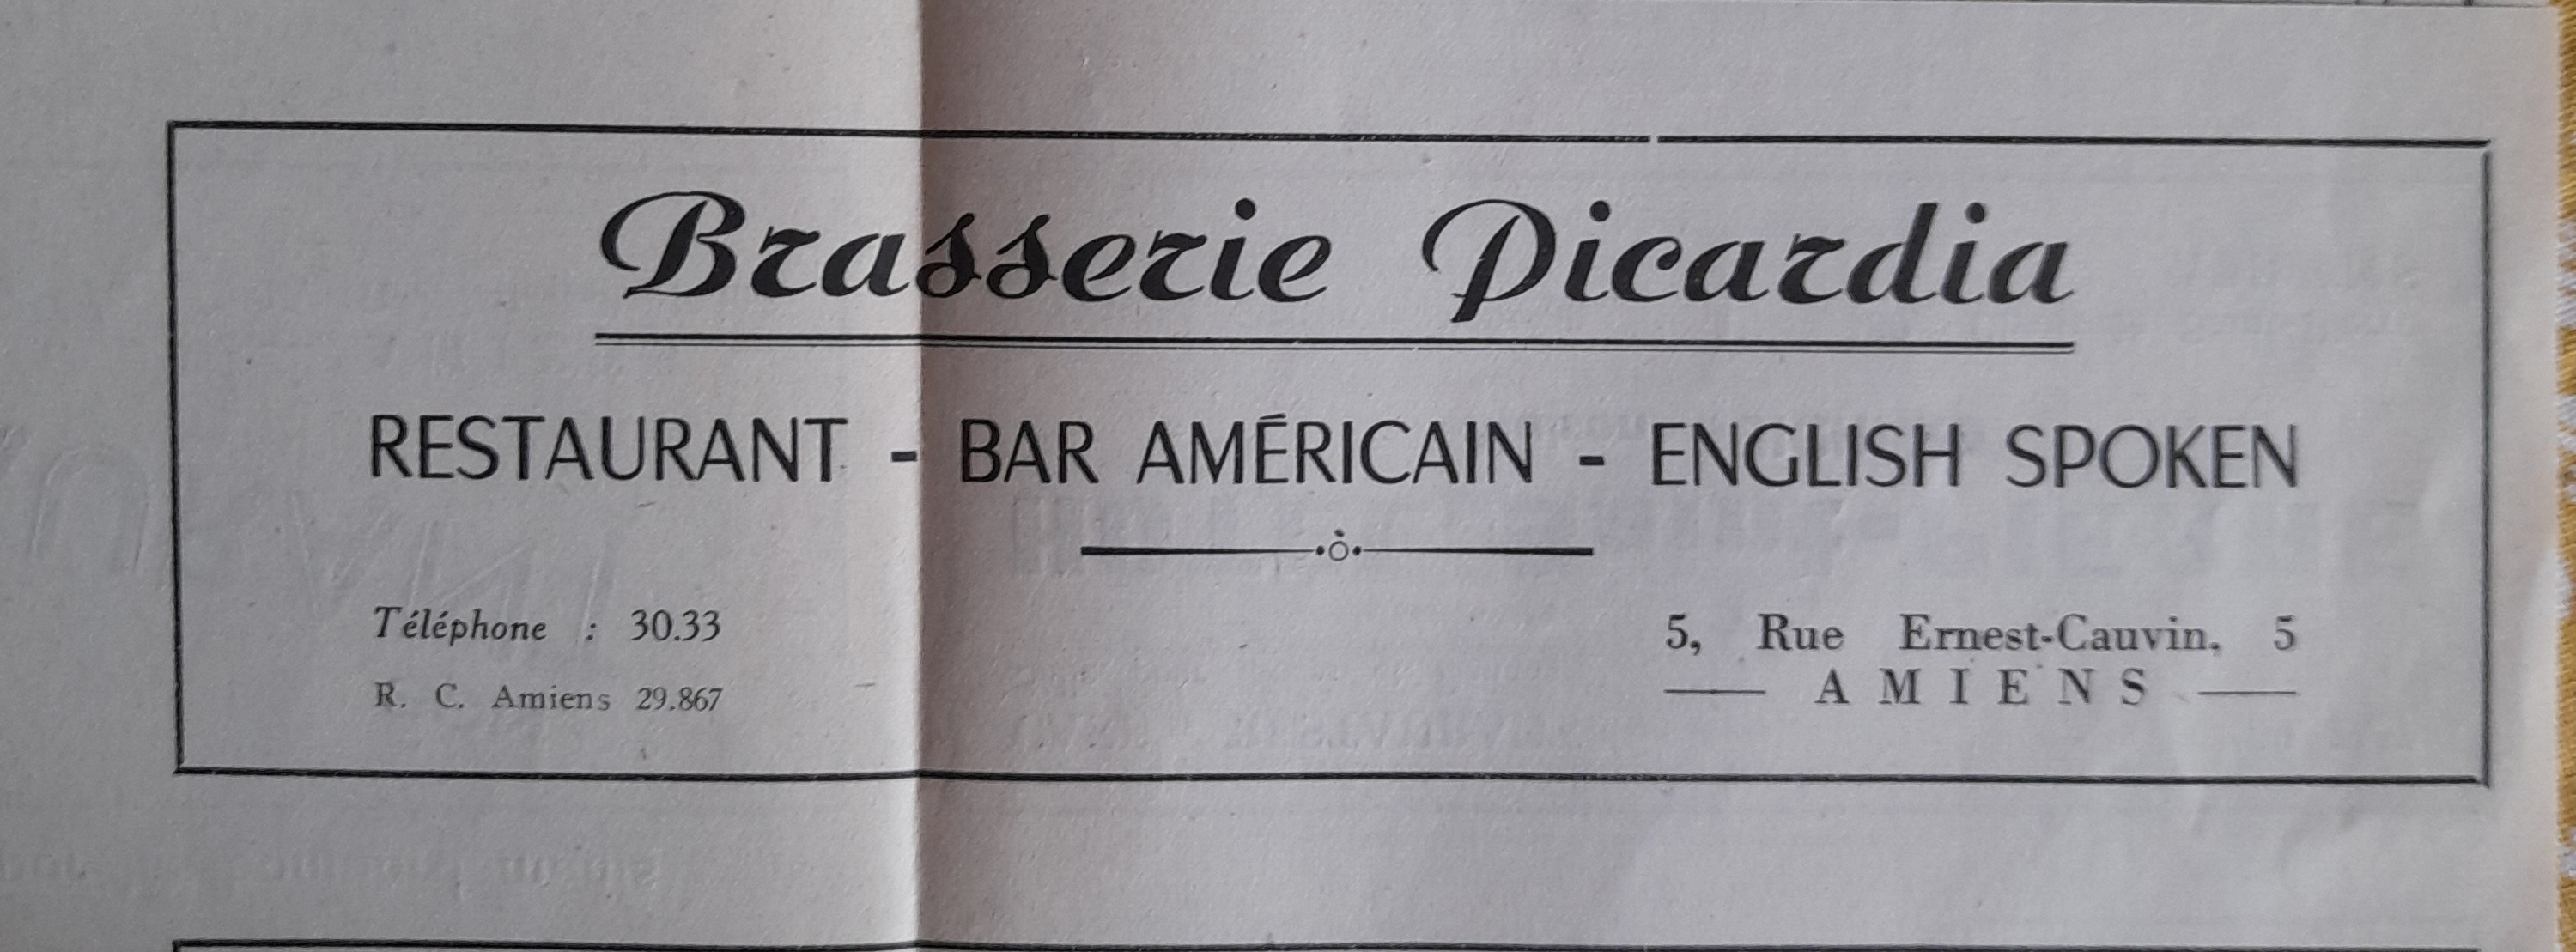 Brasserie Picardia
RESTAURANT - BAR AMÉRICAIN - ENGLISH SPOKEN
Téléphone : 30.33
R. C. Amiens 29.867
5, Rue Ernest-Cauvin, 5
AMIENS